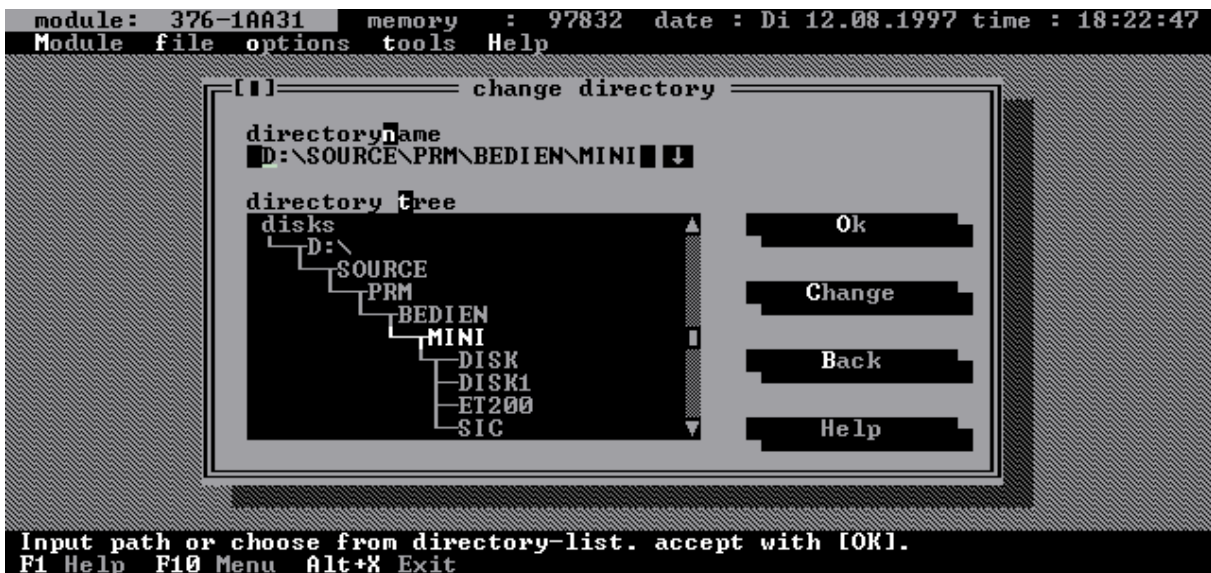 module: 376-1AA31 memory : 97832 date : Di 12.08.1997 time : 18:22:47
Module file options tools Help
change directory
directoryname
D:\SOURCE\PRM\BEDIEN\MINI
directory tree
disks
D:\
SOURCE
PRM
BEDIEN
MINI
DISK
DISK1
ET200
SIC
Ok
Change
Back
Help
Input path or choose from directory-list. accept with [OK].
F1 Help F10 Menu Alt+X Exit